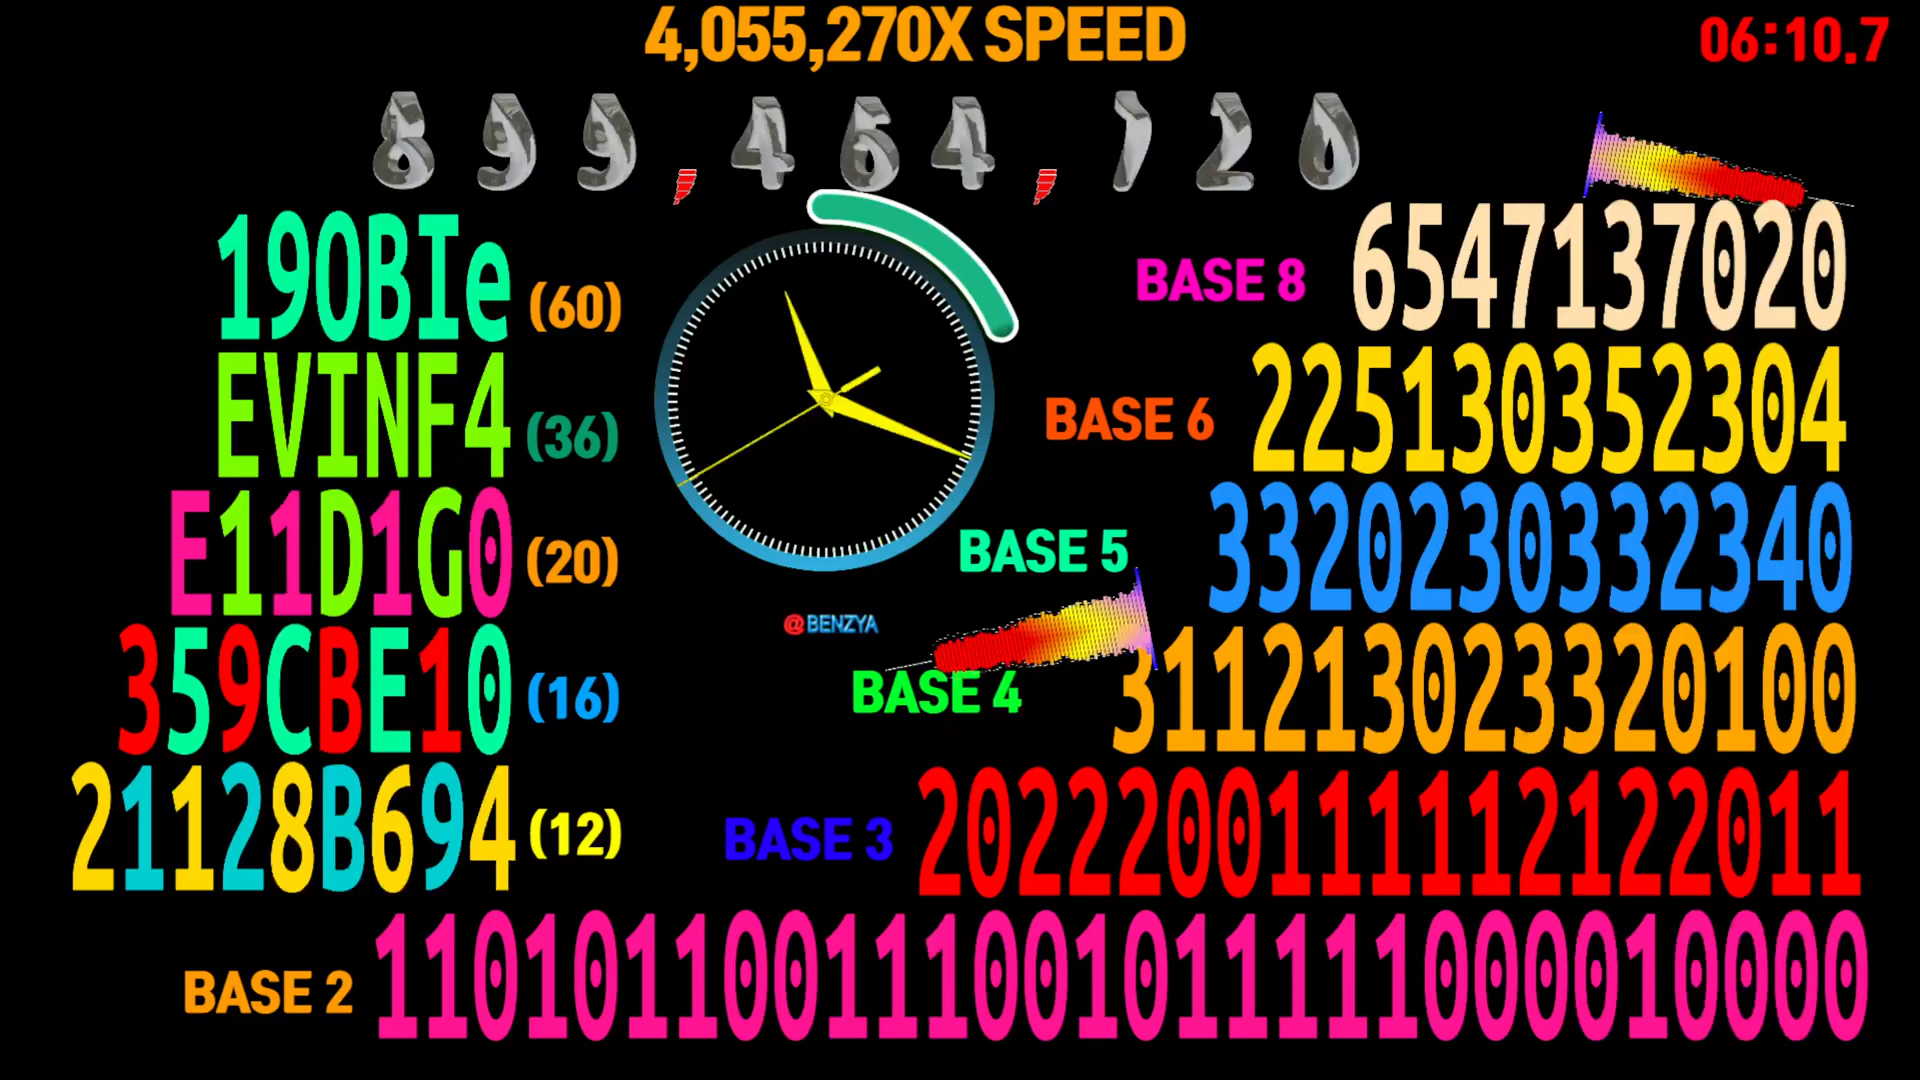 4,055,270X SPEED
06:10.7
899,464,720
19OBIe (60)
BASE 8 6547137020
EVINF4 (36)
BASE 6 225130352304
E11D1G0 (20)
BASE 5 3320230332340
@BENZYA
359CBE10 (16)
BASE 4 311213023320100
21128B694 (12)
BASE 3 2022200111112122011
BASE 2 110101100111001011111000010000